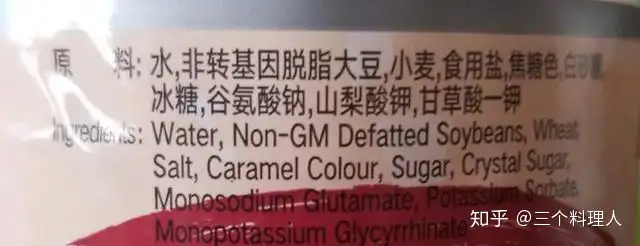 原 料: 水,非转基因脱脂大豆,小麦,食用盐,焦糖色,白砂糖,
冰糖,谷氨酸钠,山梨酸钾,甘草酸一钾
Ingredients: Water, Non-GM Defatted Soybeans, Wheat,
Salt, Caramel Colour, Sugar, Crystal Sugar,
Monosodium Glutamate, Potassium Sorbate,
Monopotassium Glycyrrhinate
知乎 @三个料理人